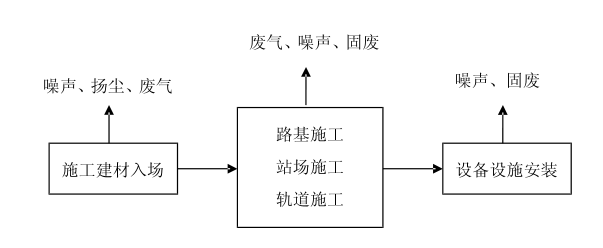 废气、噪声、固废
噪声、扬尘、废气
噪声、固废
施工建材入场
路基施工
站场施工
轨道施工
设备设施安装